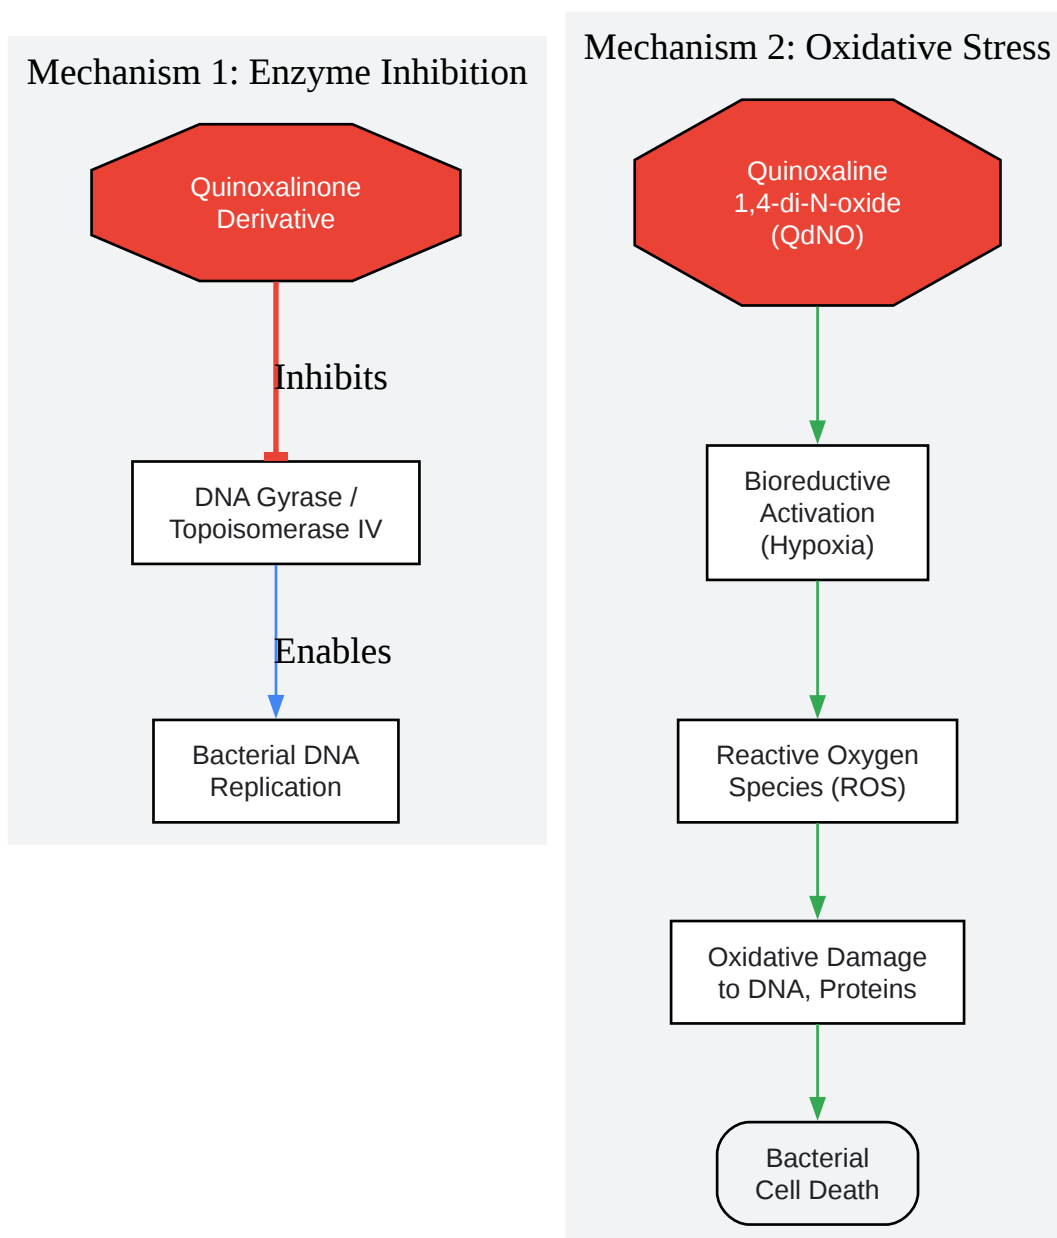 Mechanism 1: Enzyme Inhibition
Quinoxalinone
Derivative
Inhibits
DNA Gyrase /
Topoisomerase IV
Enables
Bacterial DNA
Replication
Mechanism 2: Oxidative Stress
Quinoxaline
1,4-di-N-oxide
(QdNO)
Bioreductive
Activation
(Hypoxia)
Reactive Oxygen
Species (ROS)
Oxidative Damage
to DNA, Proteins
Bacterial
Cell Death